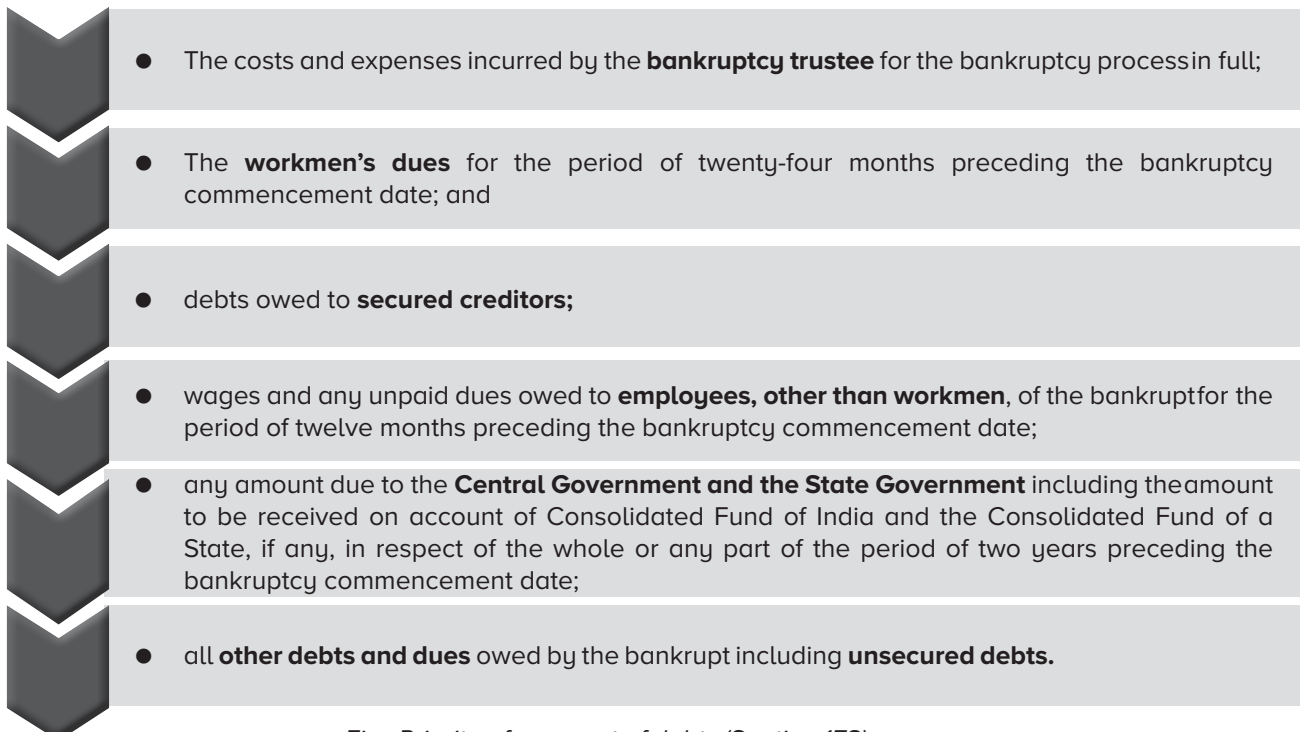 ● The costs and expenses incurred by the bankruptcy trustee for the bankruptcy process in full;
● The workmen's dues for the period of twenty-four months preceding the bankruptcy
commencement date; and
● debts owed to secured creditors;
● wages and any unpaid dues owed to employees, other than workmen, of the bankruptfor the
period of twelve months preceding the bankruptcy commencement date;
● any amount due to the Central Government and the State Government including theamount
to be received on account of Consolidated Fund of India and the Consolidated Fund of a
State, if any, in respect of the whole or any part of the period of two years preceding the
bankruptcy commencement date;
● all other debts and dues owed by the bankrupt including unsecured debts.